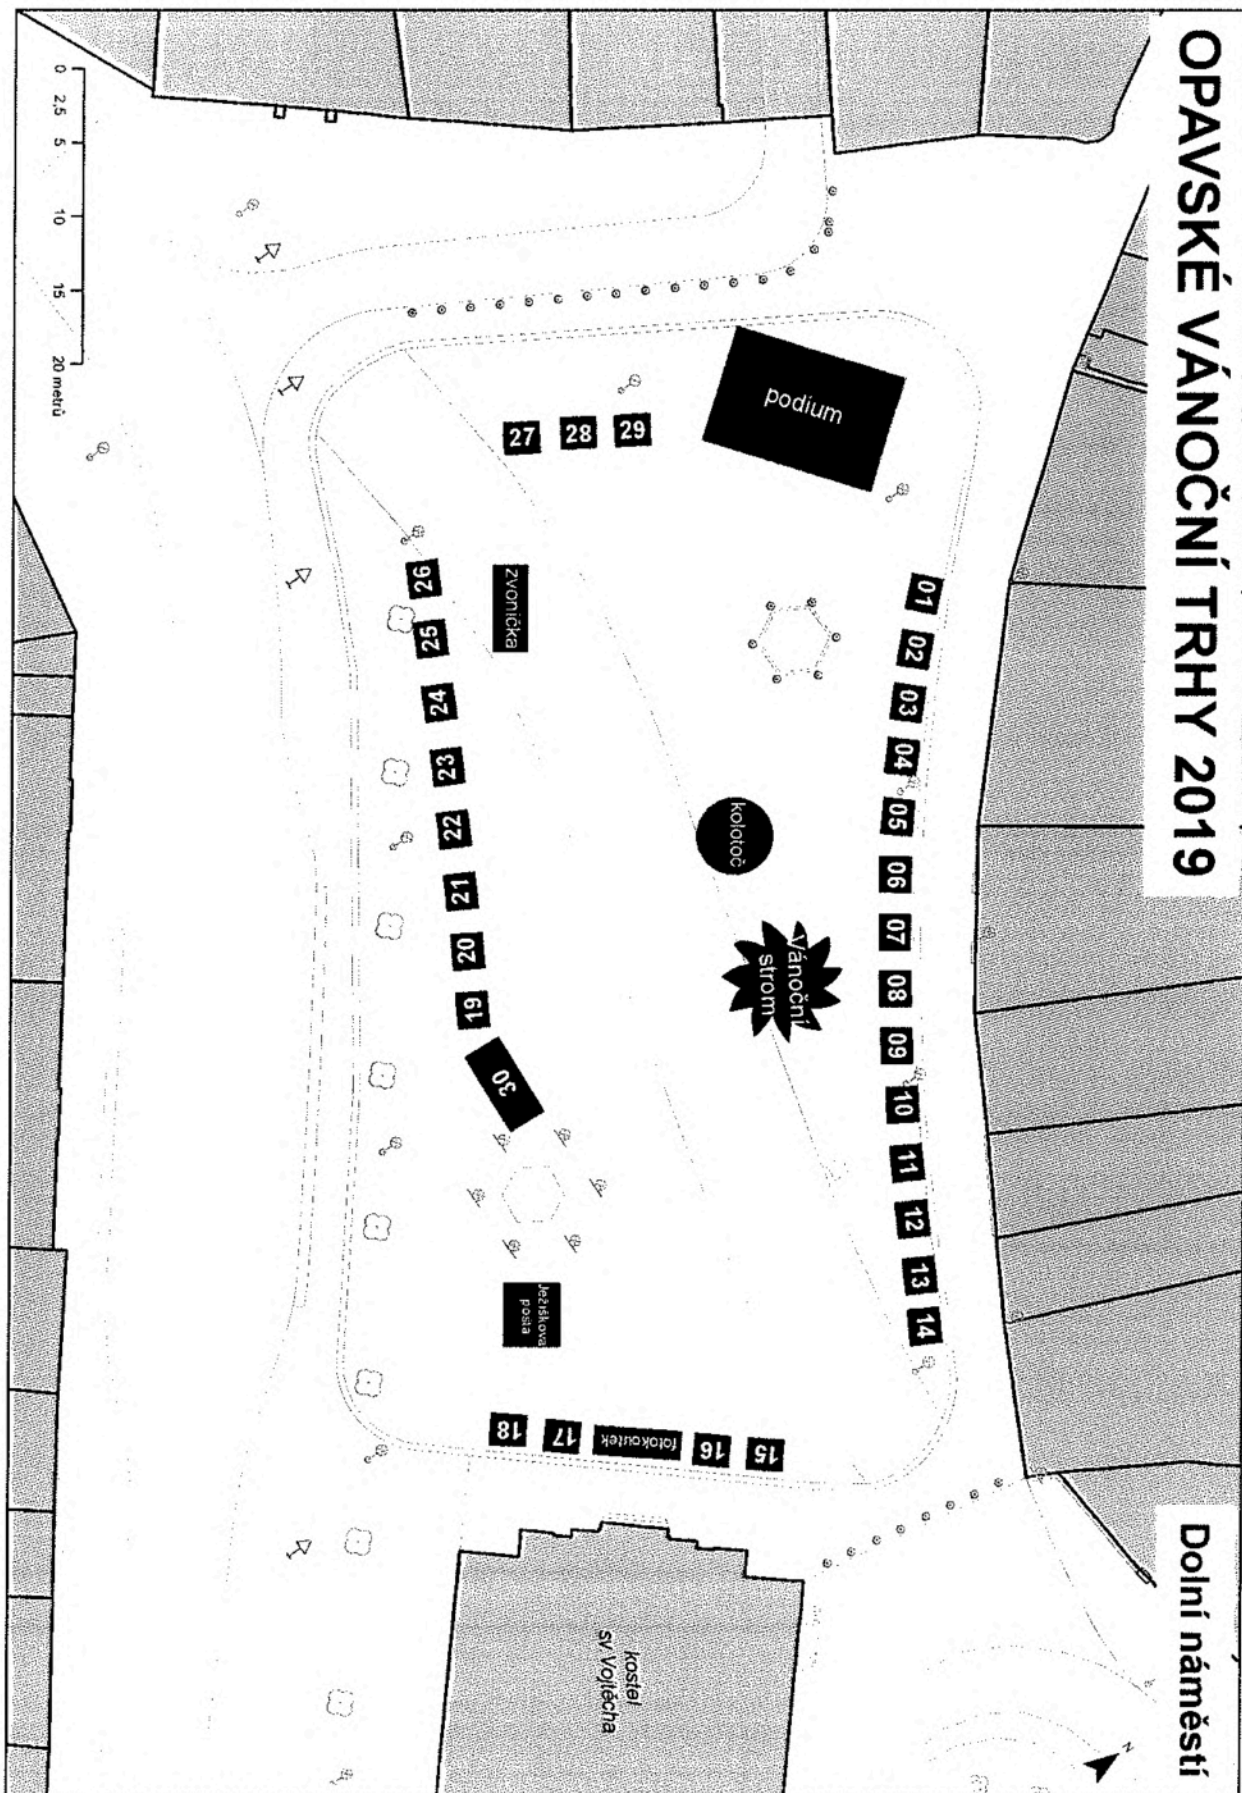 OPAVSKÉ VÁNOČNÍ TRHY 2019
Dolní náměstí
N
podium
01
02
03
04
05
06
07
08
09
10
11
12
13
14
kolotoč
Vánoční
strom
15
16
fotokoutek
17
18
Ježíškova
pošta
30
19
20
21
22
23
24
25
26
zvonička
27
28
29
kostel
sv Vojtěcha
0
2,5
5
10
15
20 metrů